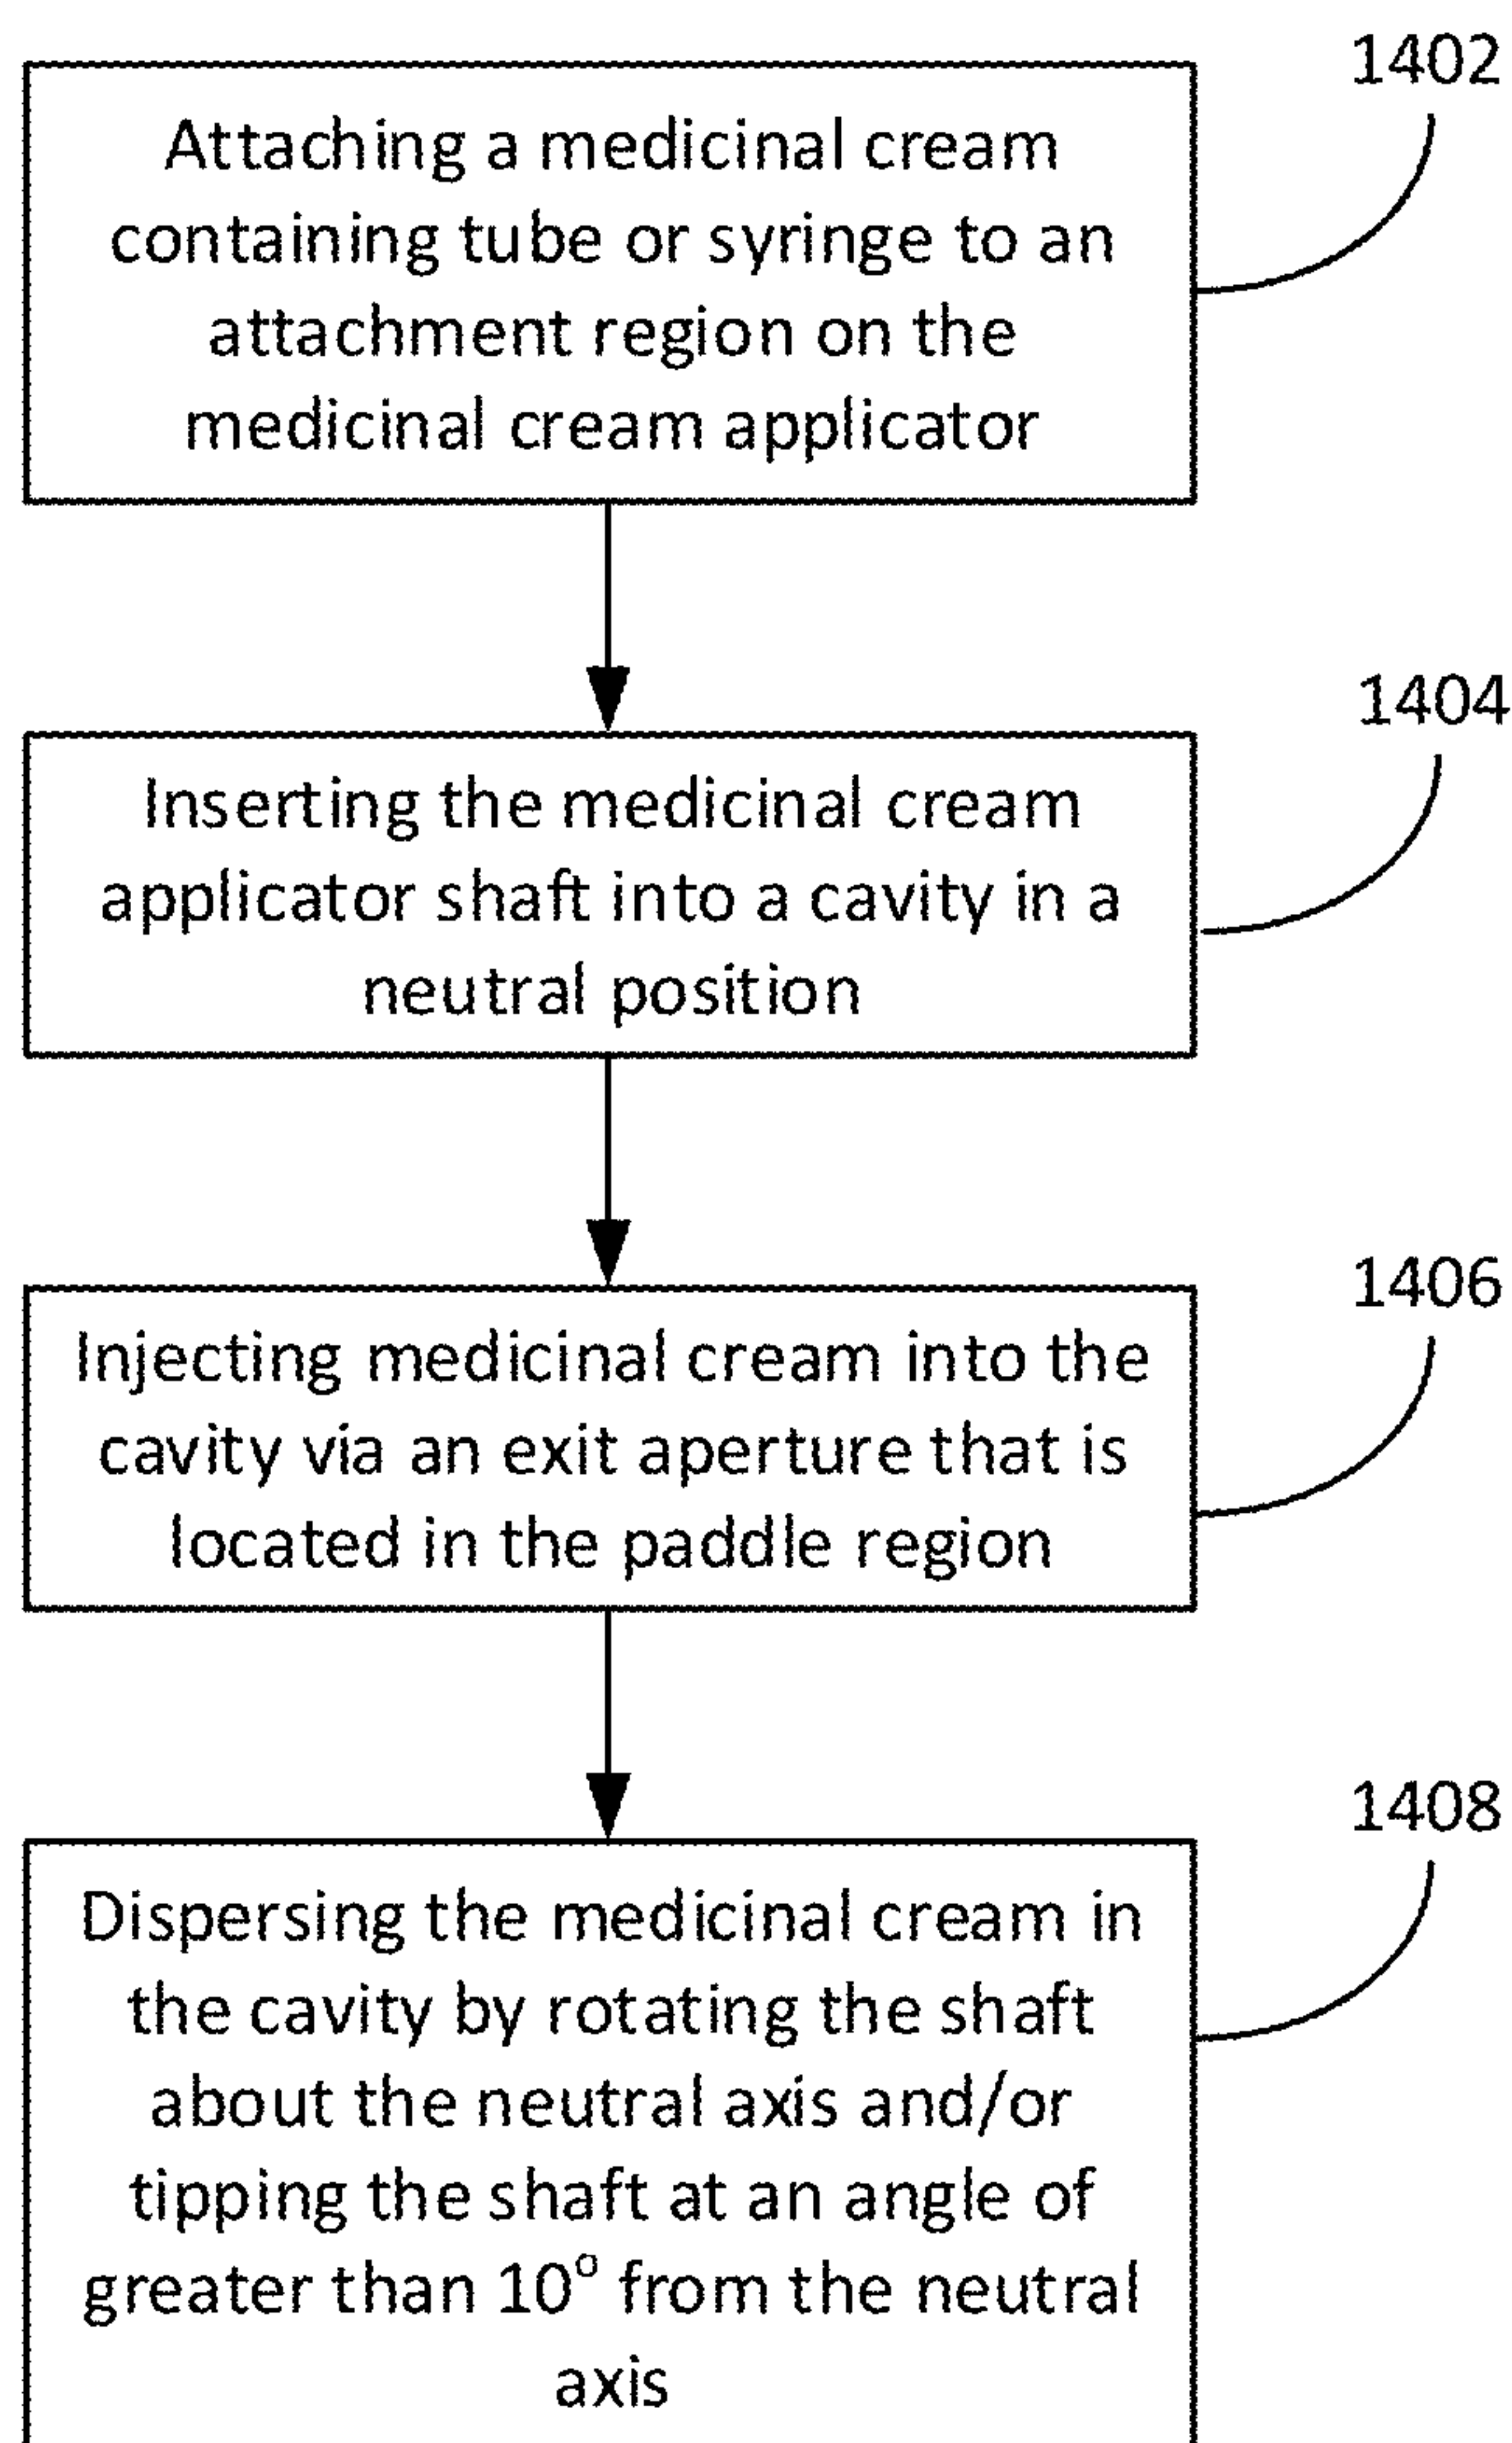 1402
Attaching a medicinal cream
containing tube or syringe to an
attachment region on the
medicinal cream applicator
1404
Inserting the medicinal cream
applicator shaft into a cavity in a
neutral position
1406
Injecting medicinal cream into the
cavity via an exit aperture that is
located in the paddle region
1408
Dispersing the medicinal cream in
the cavity by rotating the shaft
about the neutral axis and/or
tipping the shaft at an angle of
greater than 10° from the neutral
axis